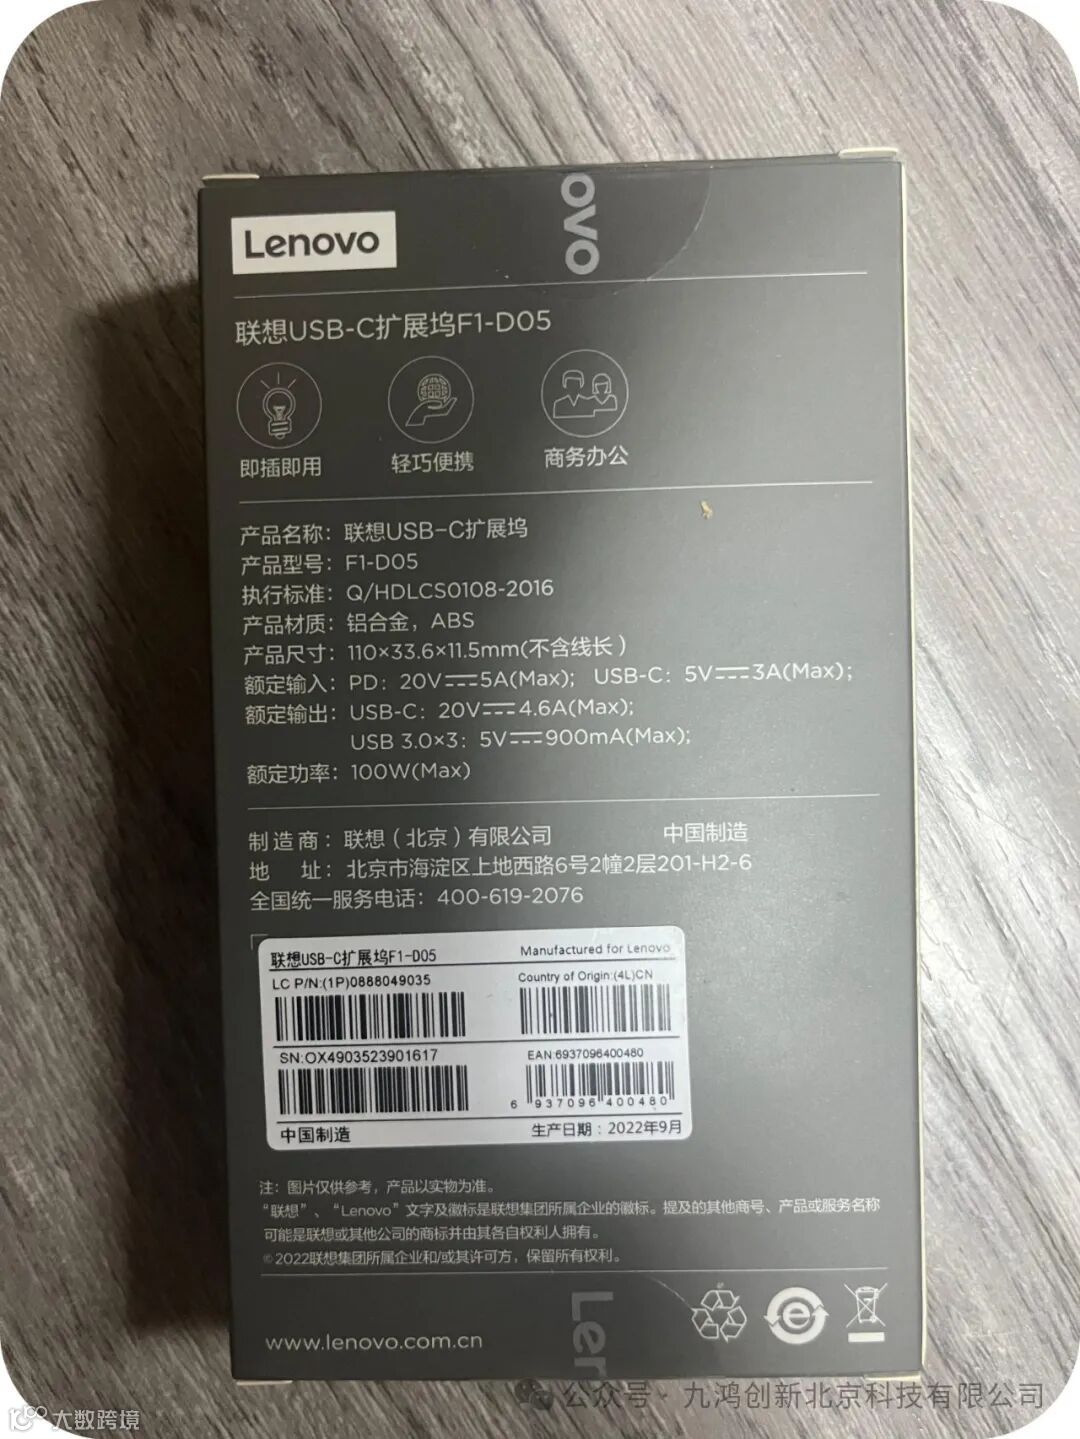 ovo
Lenovo
联想USB-C扩展坞F1-D05
即插即用 轻巧便携 商务办公
产品名称：联想USB-C扩展坞
产品型号：F1-D05
执行标准：Q/HDLCS0108-2016
产品材质：铝合金，ABS
产品尺寸：110×33.6×11.5mm(不含线长)
额定输入：PD：20V⎓5A(Max)； USB-C：5V⎓3A(Max)；
额定输出：USB-C：20V⎓4.6A(Max)；
USB 3.0×3：5V⎓900mA(Max)；
额定功率：100W(Max)
制造商：联想（北京）有限公司 中国制造
地 址：北京市海淀区上地西路6号2幢2层201-H2-6
全国统一服务电话：400-619-2076
联想USB-C扩展坞F1-D05 Manufactured for Lenovo
LC P/N:(1P)0888049035 Country of Origin:(4L)CN
SN:OX4903523901617 EAN:6937096400480
6 937096 400480
中国制造 生产日期：2022年9月
注：图片仅供参考，产品以实物为准。
“联想”、“Lenovo”文字及徽标是联想集团所属企业的徽标。提及的其他商号、产品或服务名称
可能是联想或其他公司的商标并由其各自权利人拥有。
©2022联想集团所属企业和/或其许可方，保留所有权利。
Len
www.lenovo.com.cn
公众号·九鸿创新北京科技有限公司
大数跨境